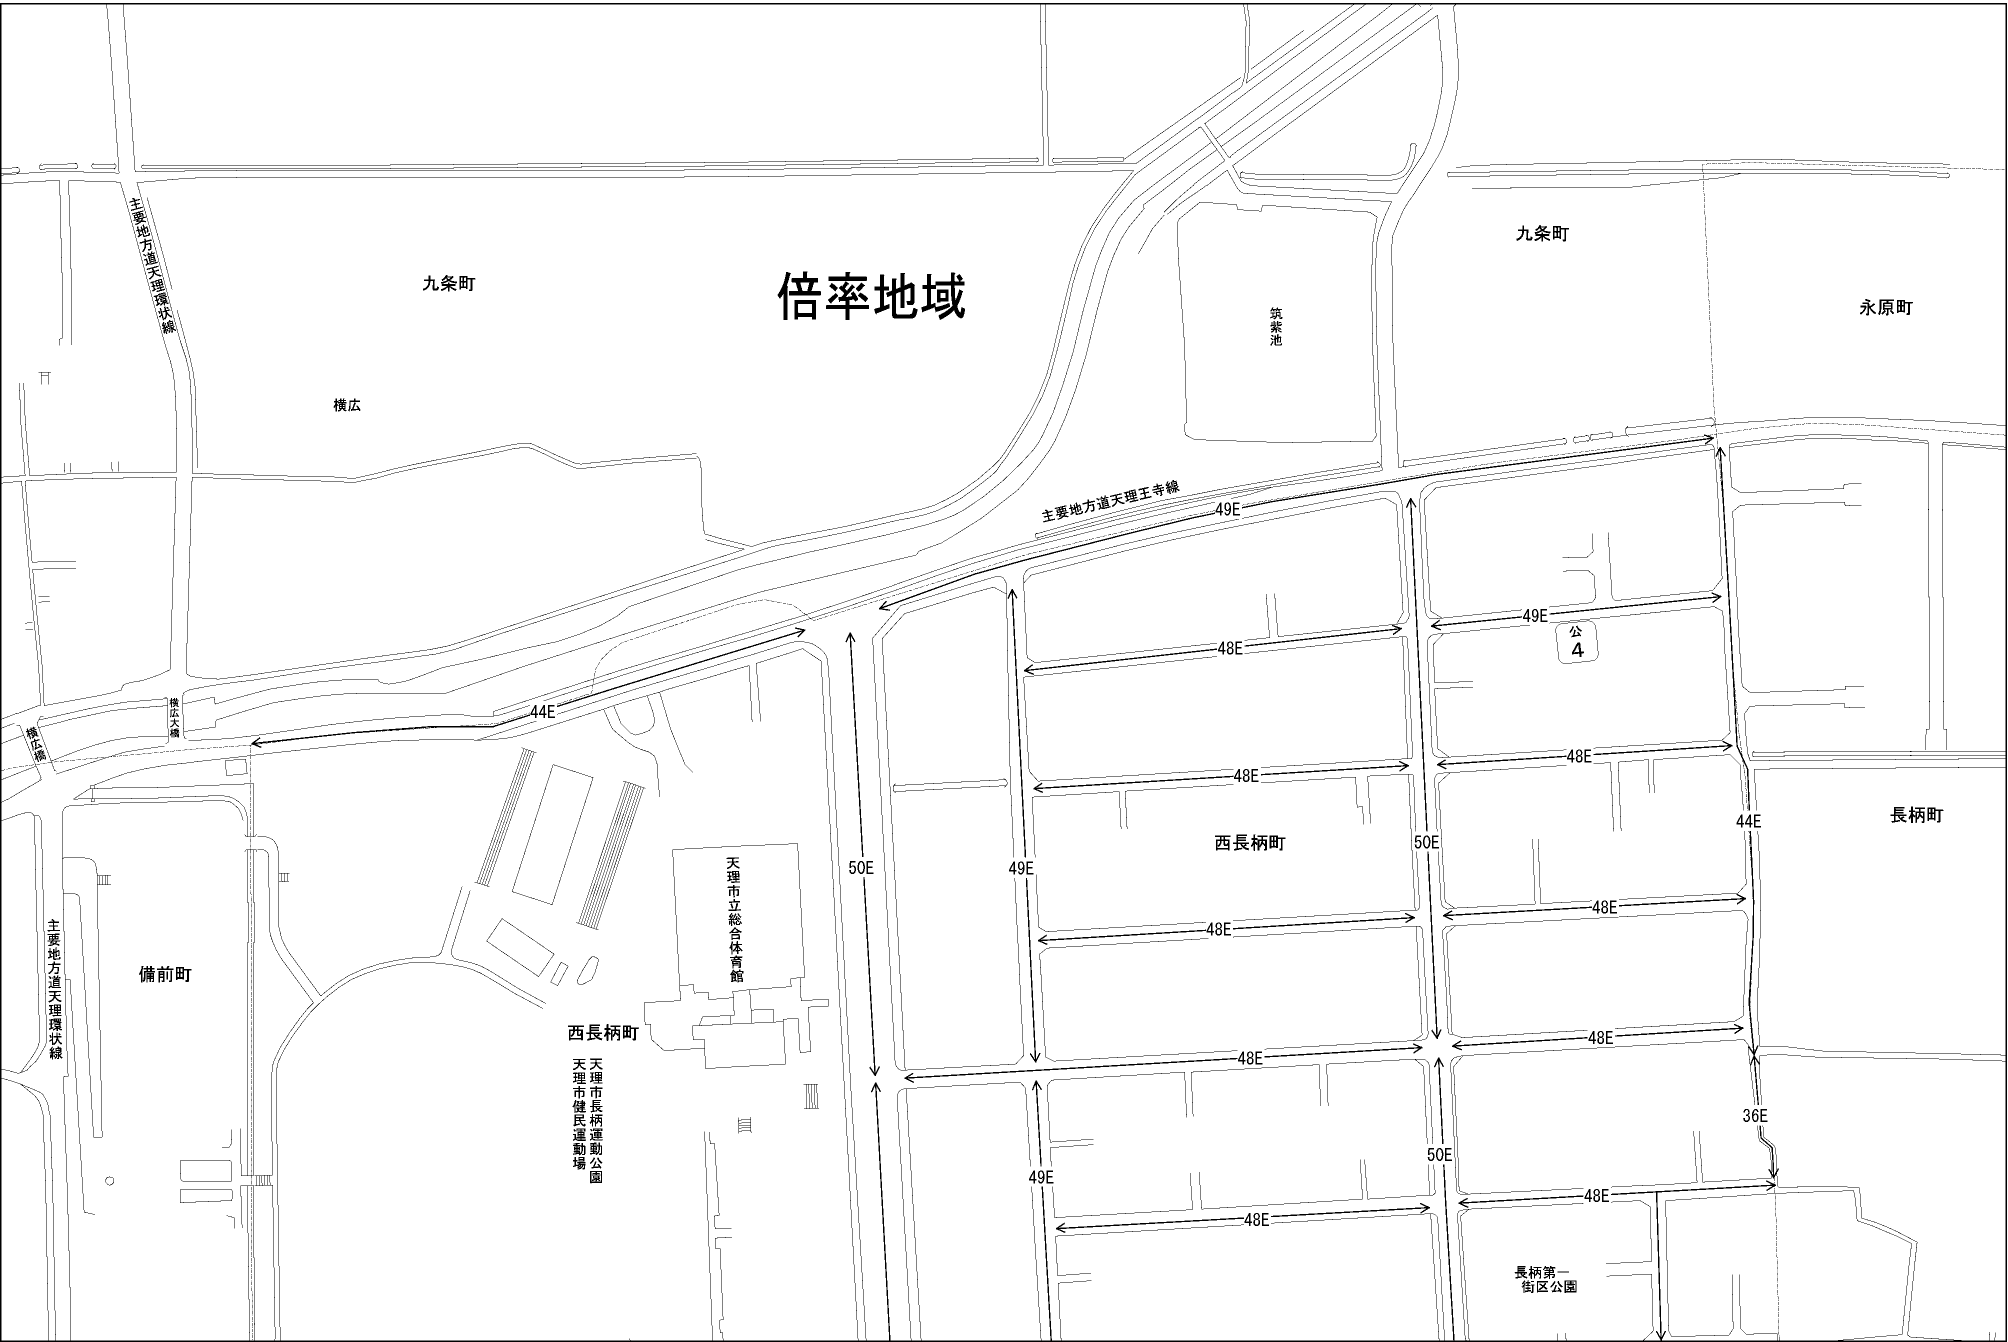 主要地方道天理環状線
九条町
九条町
倍率地域
永原町
筑紫池
横広
主要地方道天理王寺線
49E
49E
公
4
48E
横広大橋
横広橋
44E
48E
48E
44E
長柄町
西長柄町
50E
50E
49E
48E
48E
天理市立総合体育館
主要地方道天理環状線
備前町
西長柄町
48E
48E
天理市長柄運動公園
天理市健民運動場
36E
50E
49E
48E
48E
長柄第一
街区公園